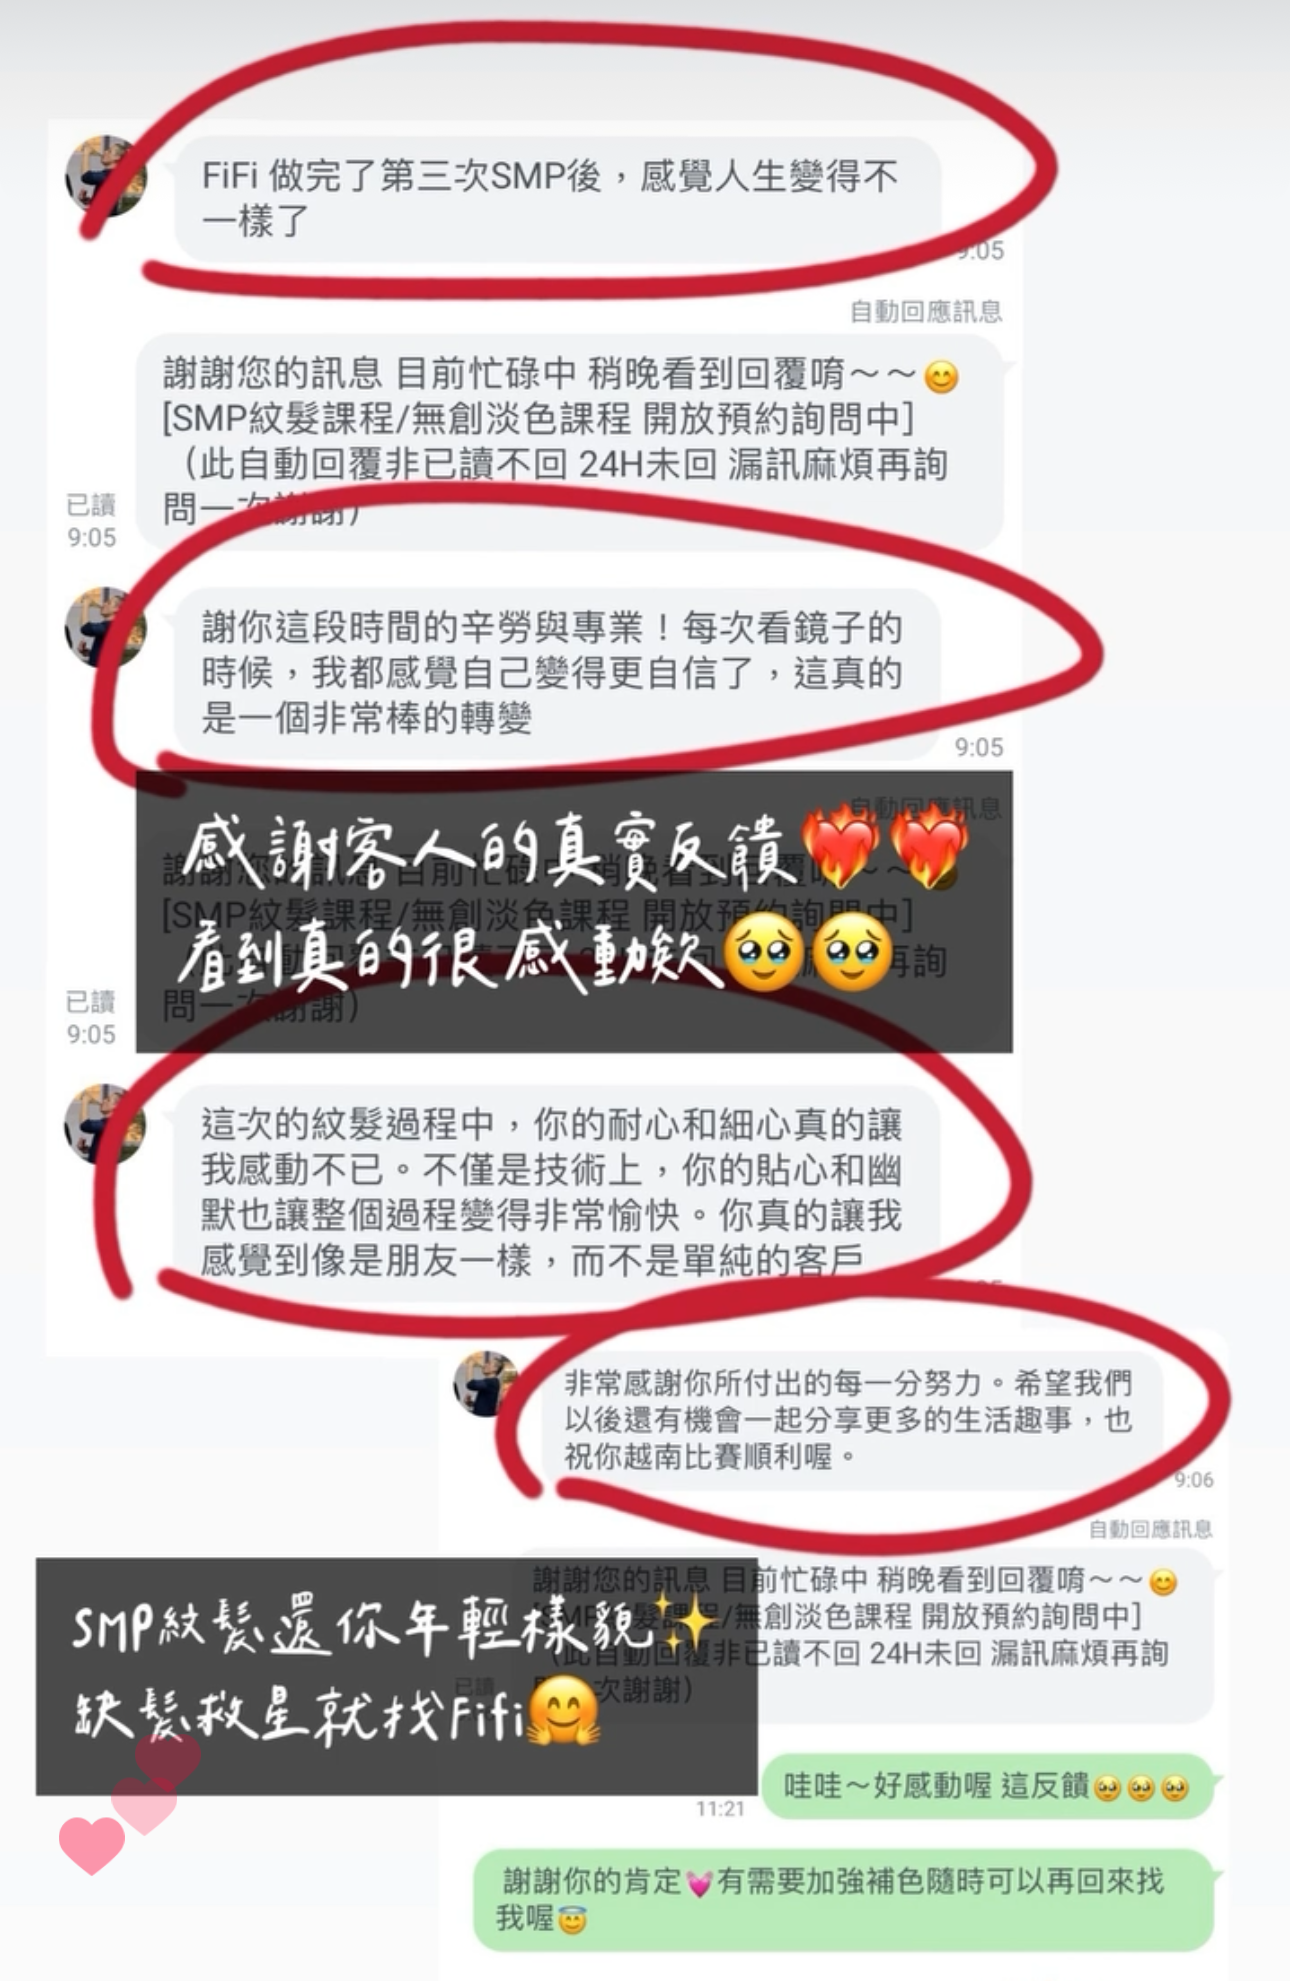 FiFi 做完了第三次SMP後，感覺人生變得不
一樣了
9:05
自動回應訊息
謝謝您的訊息 目前忙碌中 稍晚看到回覆唷～～😊
[SMP紋髮課程/無創淡色課程 開放預約詢問中]
（此自動回覆非已讀不回 24H未回 漏訊麻煩再詢
問一次謝謝）
已讀
9:05
謝你這段時間的辛勞與專業！每次看鏡子的
時候，我都感覺自己變得更自信了，這真的
是一個非常棒的轉變
9:05
自動回應訊息
感謝客人的真實反饋❤️‍🔥❤️‍🔥
看到真的很感動欸🥹🥹
謝謝您的訊息 目前忙碌中 稍晚看到回覆唷～～
[SMP紋髮課程/無創淡色課程 開放預約詢問中]
再詢
問一次謝謝）
已讀
9:05
這次的紋髮過程中，你的耐心和細心真的讓
我感動不已。不僅是技術上，你的貼心和幽
默也讓整個過程變得非常愉快。你真的讓我
感覺到像是朋友一樣，而不是單純的客戶
非常感謝你所付出的每一分努力。希望我們
以後還有機會一起分享更多的生活趣事，也
祝你越南比賽順利喔。
9:06
自動回應訊息
謝謝您的訊息 目前忙碌中 稍晚看到回覆唷～～😊
[SMP紋髮課程/無創淡色課程 開放預約詢問中]
（此自動回覆非已讀不回 24H未回 漏訊麻煩再詢
次謝謝）
已讀
SMP紋髮還你年輕樣貌✨
缺髮救星就找Fifi🤗
哇哇～好感動喔 這反饋🥹🥹🥹
11:21
謝謝你的肯定💓有需要加強補色隨時可以再回來找
我喔😇